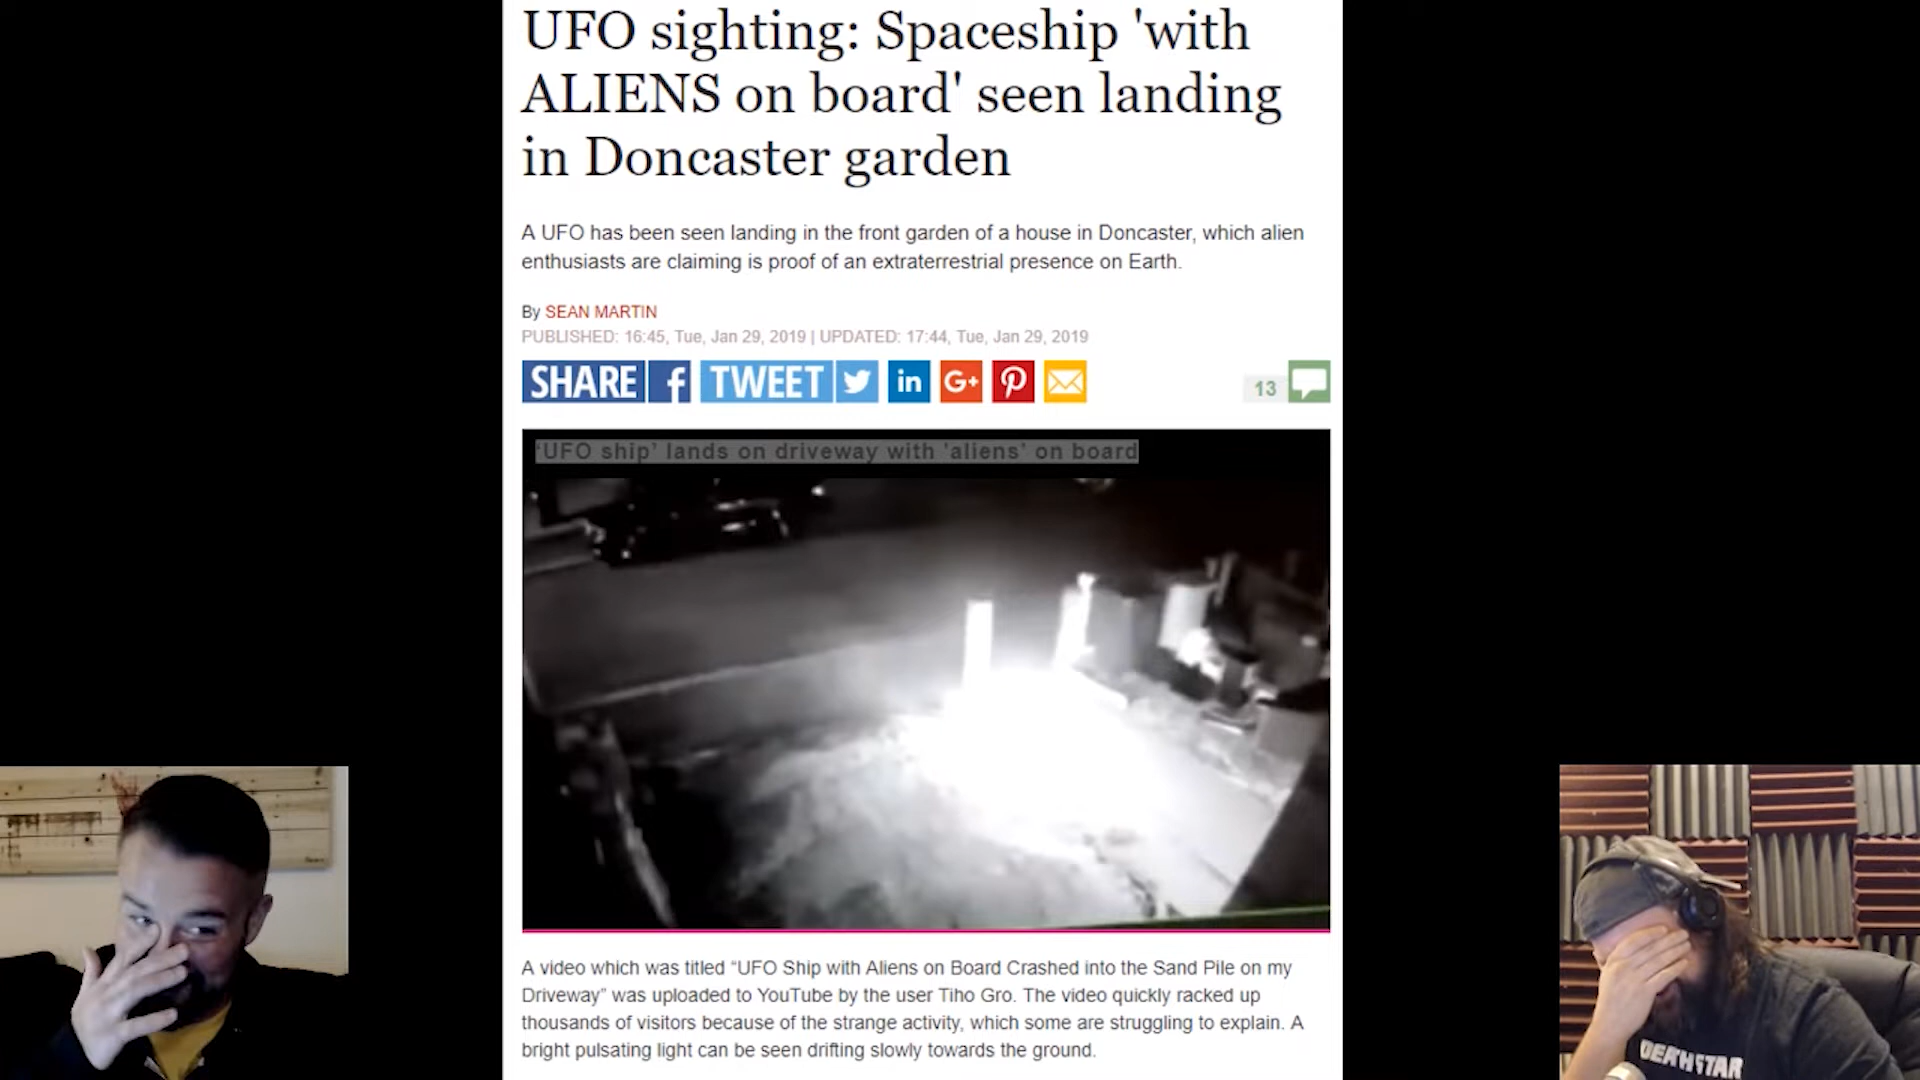 UFO sighting: Spaceship 'with
ALIENS on board' seen landing
in Doncaster garden
A UFO has been seen landing in the front garden of a house in Doncaster, which alien
enthusiasts are claiming is proof of an extraterrestrial presence on Earth.
By SEAN MARTIN
PUBLISHED: 16:45, Tue, Jan 29, 2019 | UPDATED: 17:44, Tue, Jan 29, 2019
SHARE f TWEET in G+ 13
'UFO ship' lands on driveway with 'aliens' on board
A video which was titled “UFO Ship with Aliens on Board Crashed into the Sand Pile on my
Driveway” was uploaded to YouTube by the user Tiho Gro. The video quickly racked up
thousands of visitors because of the strange activity, which some are struggling to explain. A
bright pulsating light can be seen drifting slowly towards the ground.
DEATH STAR